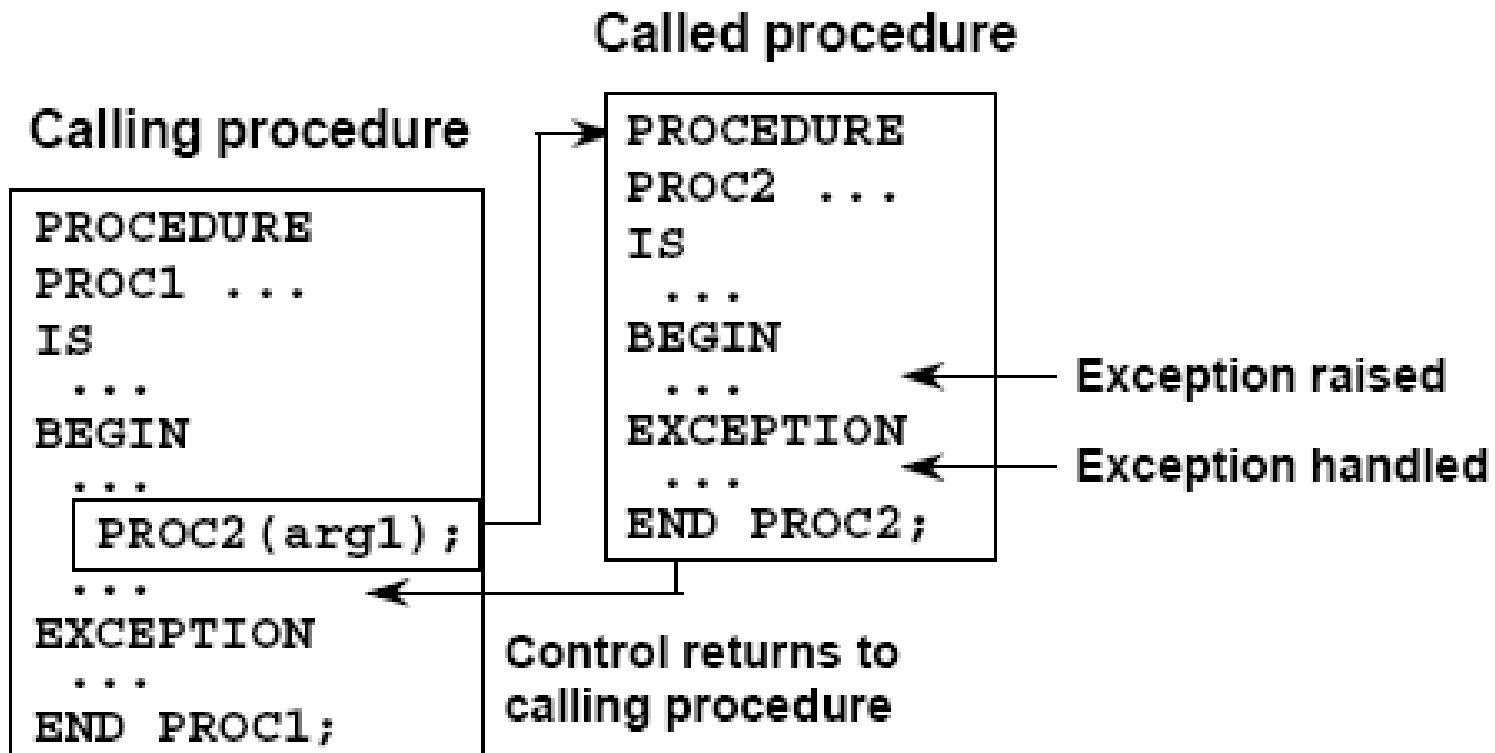 Called procedure
Calling procedure
PROCEDURE
PROC1 ...
IS
...
BEGIN
...
PROC2(arg1);
...
EXCEPTION
...
END PROC1;
PROCEDURE
PROC2 ...
IS
...
BEGIN
...
EXCEPTION
...
END PROC2;
Exception raised
Exception handled
Control returns to
calling procedure